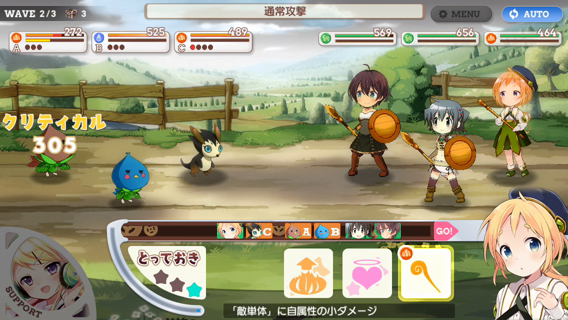 WAVE 2/3
3
通常攻撃
MENU
AUTO
272
525
489
569
656
464
A
B
C
クリティカル
305
C
A
B
GO!
とっておき
SUPPORT
「敵単体」に自属性の小ダメージ